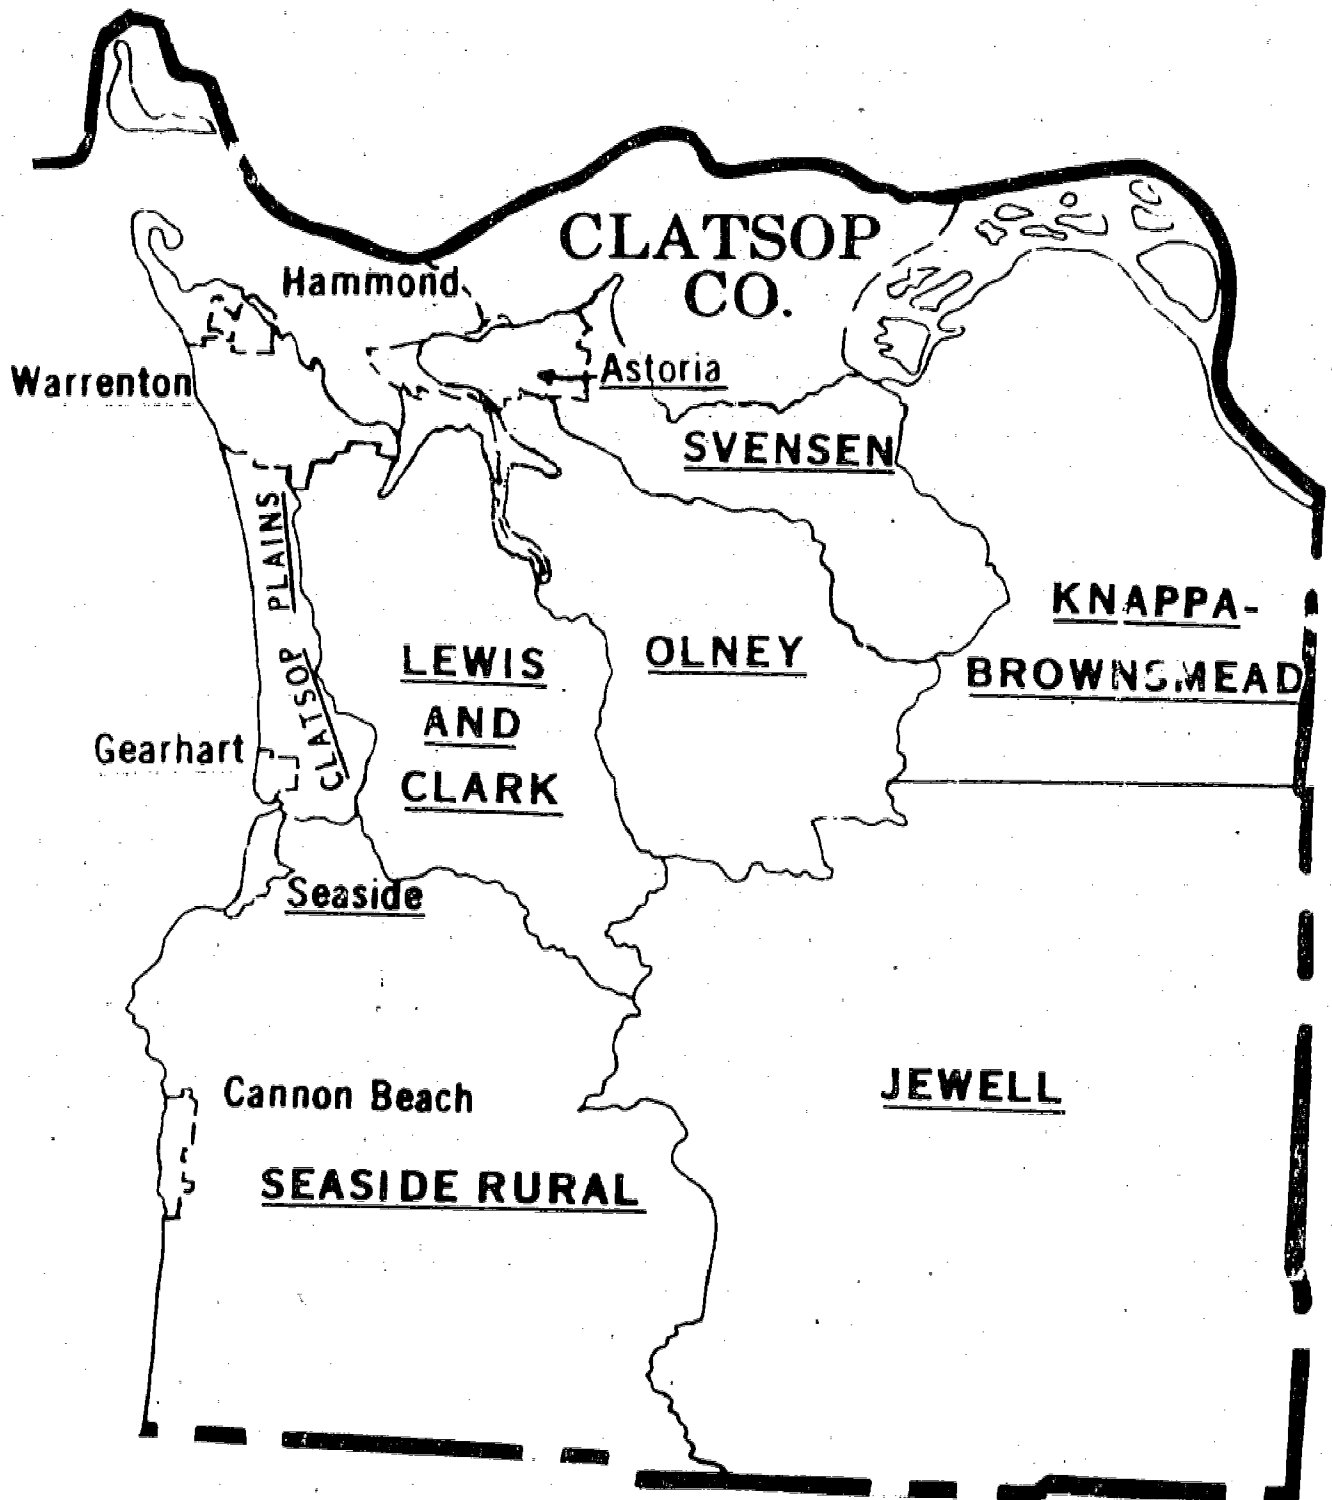 CLATSOP
CO.
Hammond
Warrenton
Astoria
SVENSEN
CLATSOP PLAINS
KNAPPA-
BROWNSMEAD
LEWIS
AND
CLARK
OLNEY
Gearhart
Seaside
Cannon Beach
JEWELL
SEASIDE RURAL